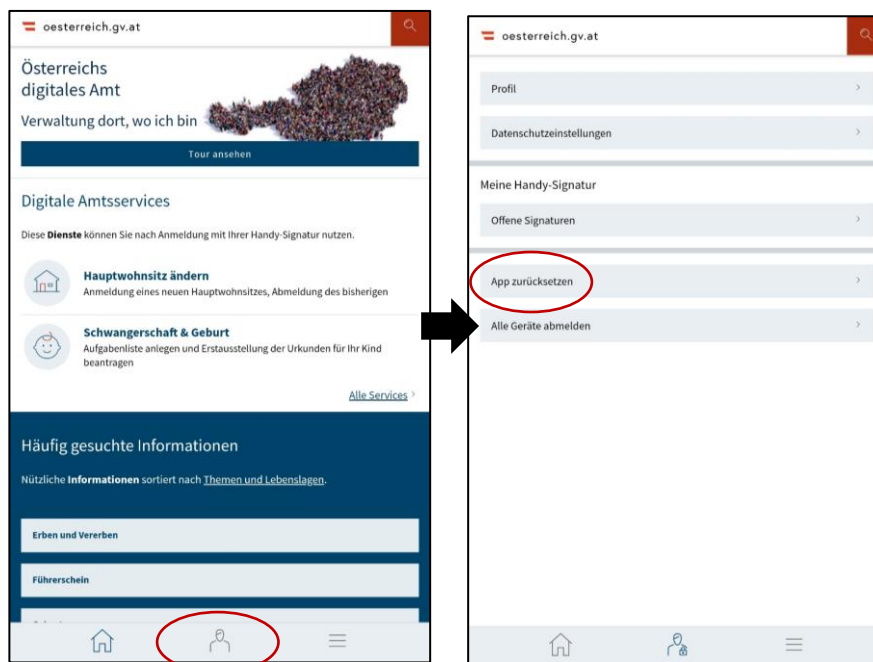 oesterreich.gv.at
Österreichs
digitales Amt
Verwaltung dort, wo ich bin
Tour ansehen
Digitale Amtsservices
Diese Dienste können Sie nach Anmeldung mit Ihrer Handy-Signatur nutzen.
Hauptwohnsitz ändern
Anmeldung eines neuen Hauptwohnsitzes, Abmeldung des bisherigen
Schwangerschaft & Geburt
Aufgabenliste anlegen und Erstausstellung der Urkunden für Ihr Kind
beantragen
Alle Services
Häufig gesuchte Informationen
Nützliche Informationen sortiert nach Themen und Lebenslagen.
Erben und Vererben
Führerschein
oesterreich.gv.at
Profil
Datenschutzeinstellungen
Meine Handy-Signatur
Offene Signaturen
App zurücksetzen
Alle Geräte abmelden